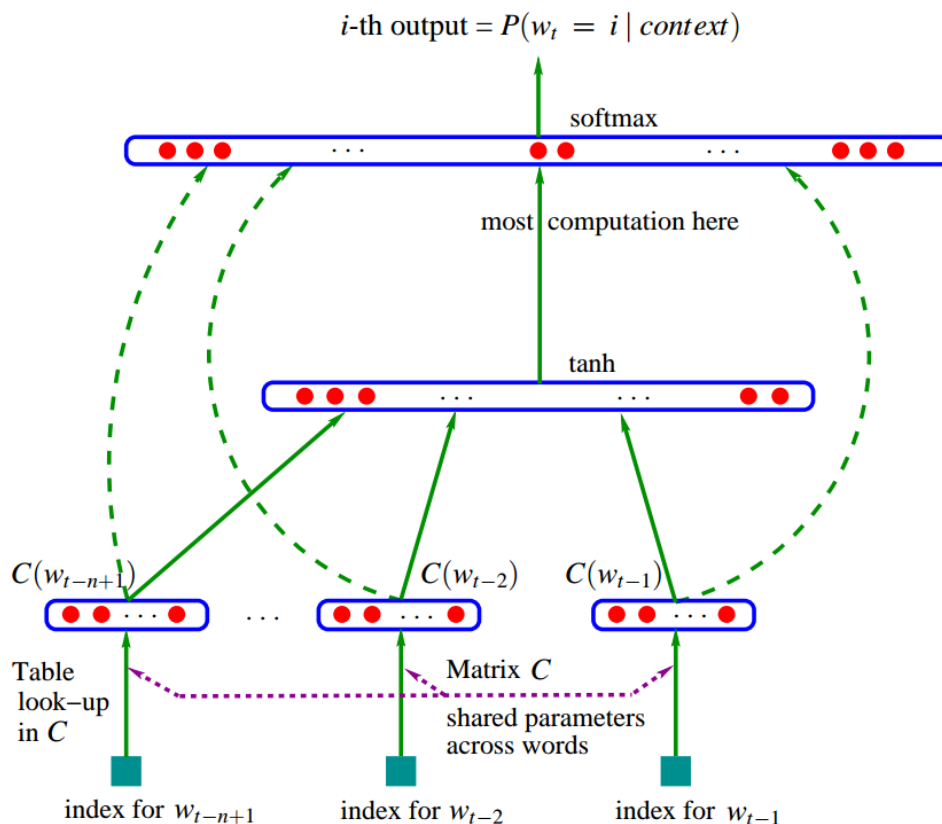 i-th output = P(w_t = i | context)
softmax
. . .
. . .
most computation here
tanh
. . .
. . .
C(w_{t−n+1})
C(w_{t−2})
C(w_{t−1})
. . .
. . .
. . .
. . .
Table
look−up
in C
Matrix C
shared parameters
across words
index for w_{t−n+1}
index for w_{t−2}
index for w_{t−1}